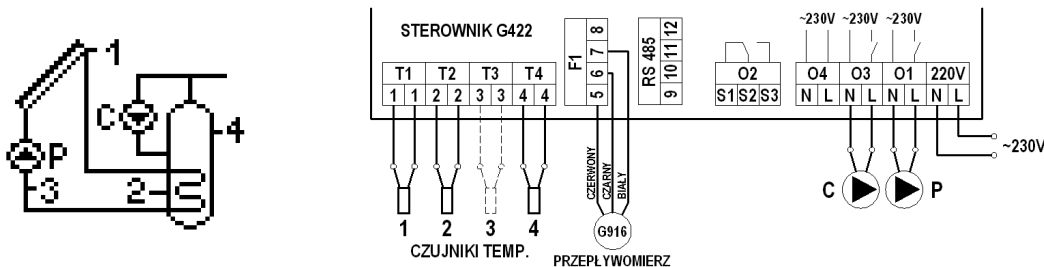 1
C
4
P
3
2
STEROWNIK G422
~230V ~230V ~230V
T1 T2 T3 T4
1 1 2 2 3 3 4 4
F1
5 6 7 8
RS 485
9 10 11 12
O2
S1 S2 S3
O4 O3 O1 220V
N L N L N L N L
~230V
CZERWONY
CZARNY
BIAŁY
C P
1 2 3 4
G916
CZUJNIKI TEMP.
PRZEPŁYWOMIERZ